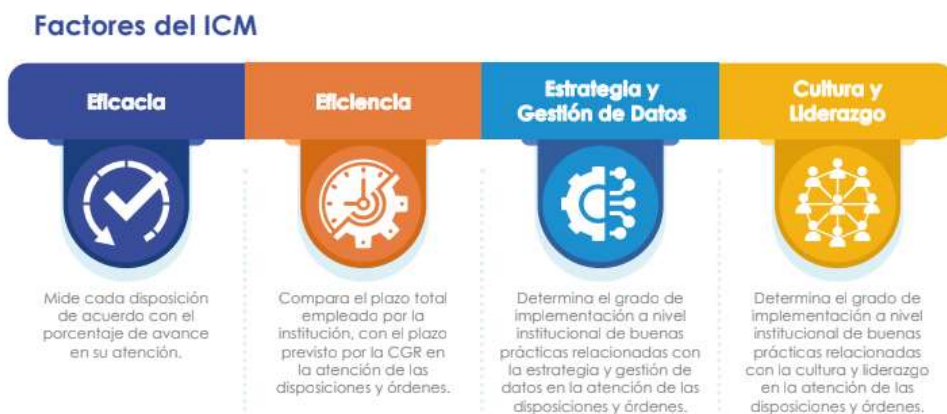 Factores del ICM
Eficacia
Eficiencia
Estrategia y
Gestión de Datos
Cultura y
Liderazgo
Mide cada disposición
de acuerdo con el
porcentaje de avance
en su atención.
Compara el plazo total
empleado por la
institución, con el plazo
previsto por la CGR en
la atención de las
disposiciones y órdenes.
Determina el grado de
implementación a nivel
institucional de buenas
prácticas relacionadas con
la estrategia y gestión de
datos en la atención de las
disposiciones y órdenes.
Determina el grado de
implementación a nivel
institucional de buenas
prácticas relacionadas
con la cultura y liderazgo
en la atención de las
disposiciones y órdenes.